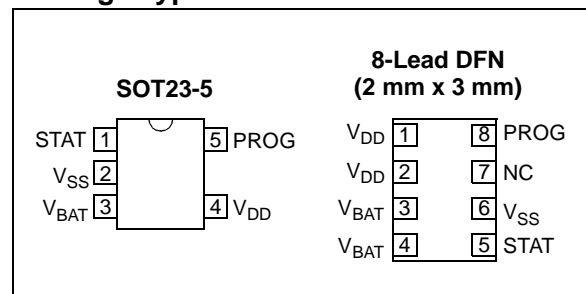 SOT23-5
STAT 1
5 PROG
VSS 2
VBAT 3
4 VDD
8-Lead DFN
(2 mm x 3 mm)
VDD 1
8 PROG
VDD 2
7 NC
VBAT 3
6 VSS
VBAT 4
5 STAT